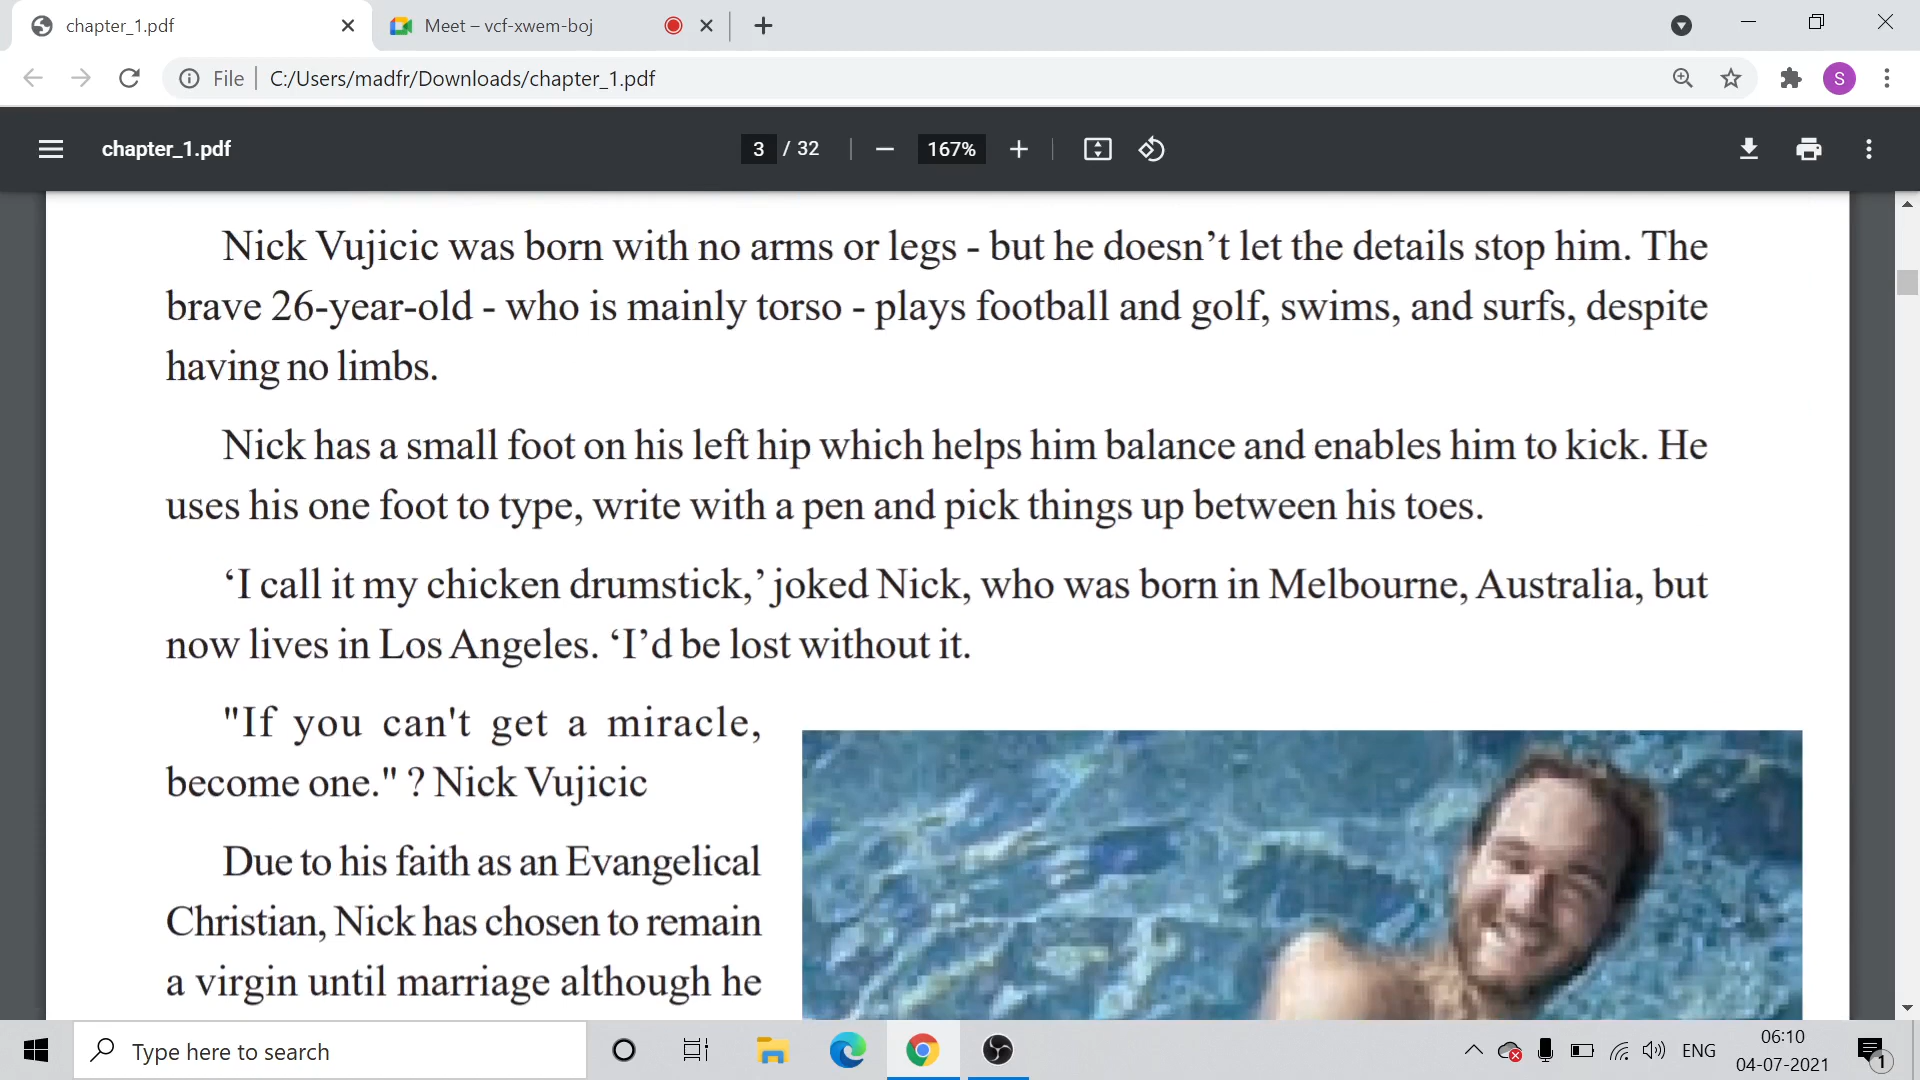 chapter_1.pdf
Meet – vcf-xwem-boj
File
C:/Users/madfr/Downloads/chapter_1.pdf
S
chapter_1.pdf
3 / 32
167%
Nick Vujicic was born with no arms or legs - but he doesn’t let the details stop him. The
brave 26-year-old - who is mainly torso - plays football and golf, swims, and surfs, despite
having no limbs.
Nick has a small foot on his left hip which helps him balance and enables him to kick. He
uses his one foot to type, write with a pen and pick things up between his toes.
‘I call it my chicken drumstick,’ joked Nick, who was born in Melbourne, Australia, but
now lives in Los Angeles. ‘I’d be lost without it.
"If you can't get a miracle,
become one." ? Nick Vujicic
Due to his faith as an Evangelical
Christian, Nick has chosen to remain
a virgin until marriage although he
Type here to search
ENG
06:10
04-07-2021
1